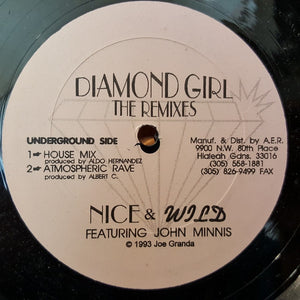 DIAMOND GIRL
THE REMIXES
UNDERGROUND SIDE
1☞ HOUSE MIX
produced by ALDO HERNANDEZ
2☞ ATMOSPHERIC RAVE
produced by ALBERT C.
Manuf. & Dist. by A.E.R.
9900 N.W. 80th Place
Hialeah Gdns. 33016
(305) 558-1881
(305) 826-9499 FAX
NICE & WILD
FEATURING JOHN MINNIS
© 1993 Joe Granda